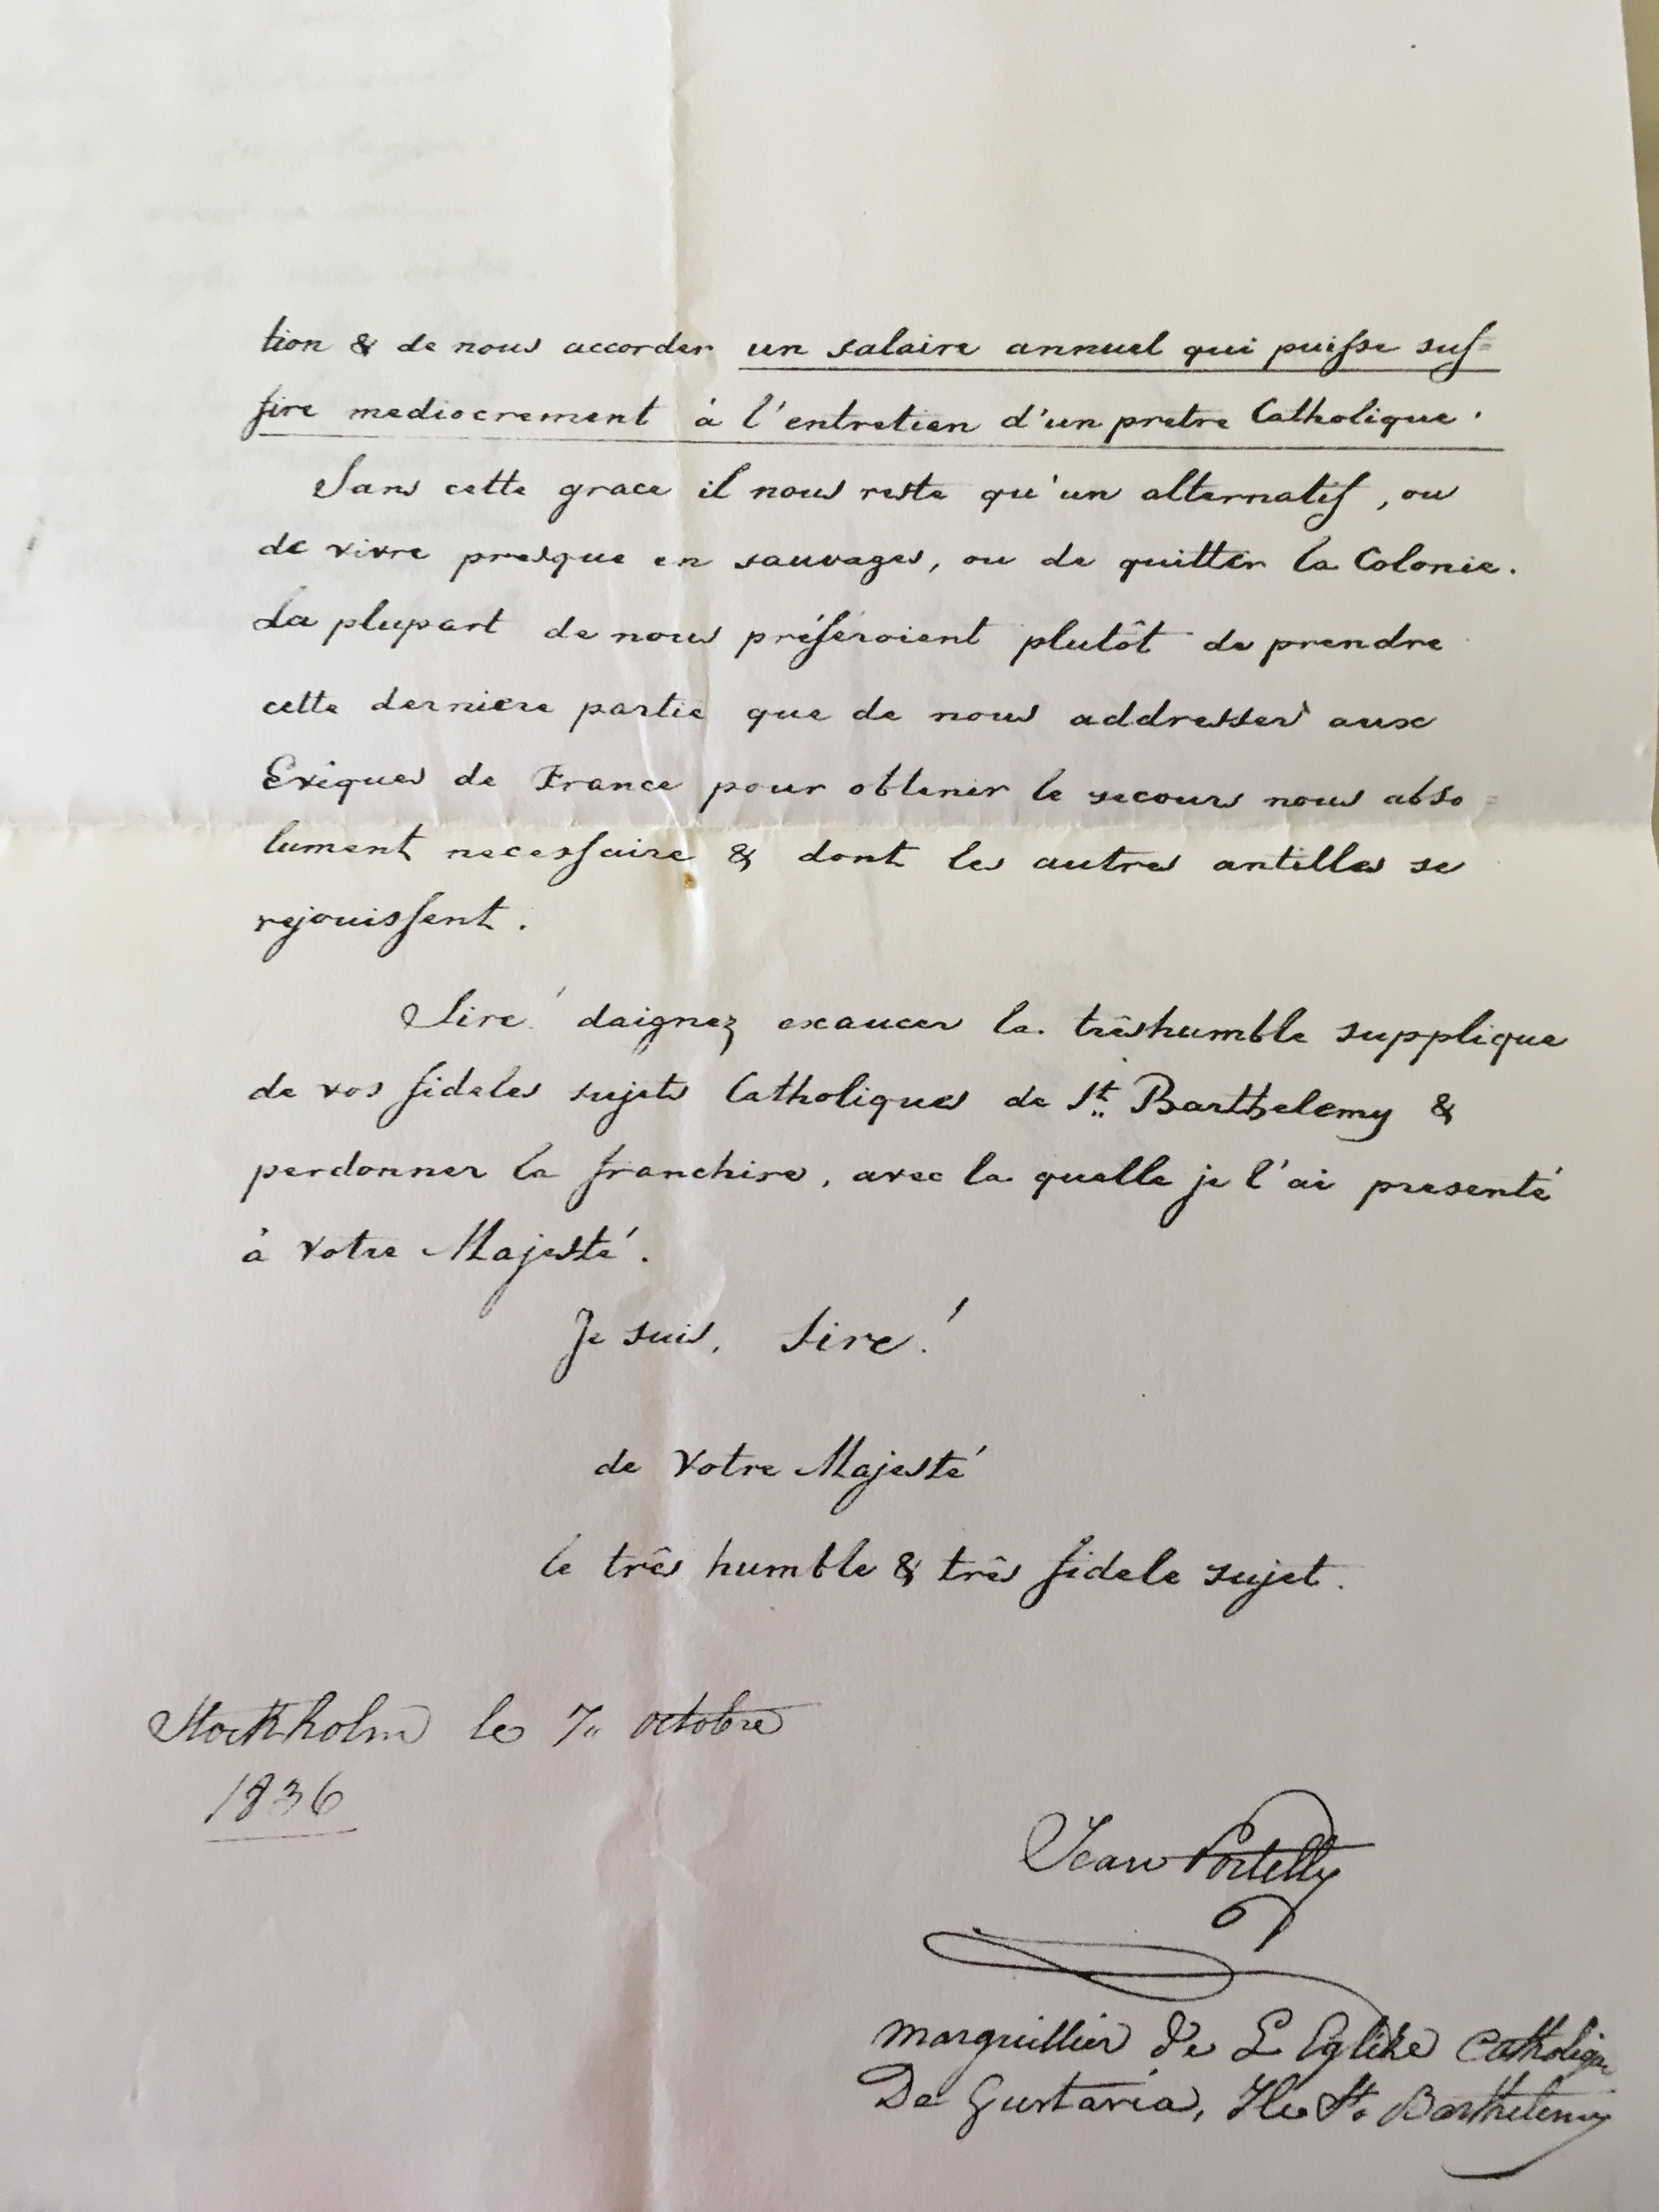 tion & de nous accorder un salaire annuel qui puisse suf=
fire mediocrement à l'entretien d'un pretre Catholique.
Sans cette grace il nous reste qu'un alternatif, ou
de vivre presque en sauvages, ou de quitter la Colonie.
La plupart de nous préféroient plutôt de prendre
cette derniere partie que de nous addresser aux
Eviques de France pour obtenir le secours nous abso=
lument necessaire & dont les autres antilles se
rejouissent.
Sire! daignez exaucer la trêshumble supplique
de vos fideles sujets Catholiques de St. Barthelemy &
perdonner la franchise, avec la quelle je l'ai presenté
à Votre Majesté.
Je suis, Sire!
de Votre Majesté
le três humble & três fidele sujet.
Stockholm le 7,, octobre
1836
Jean Portelly
marguillier De L Eglise Catholique
De Gustavia, Ile St. Barthelemy